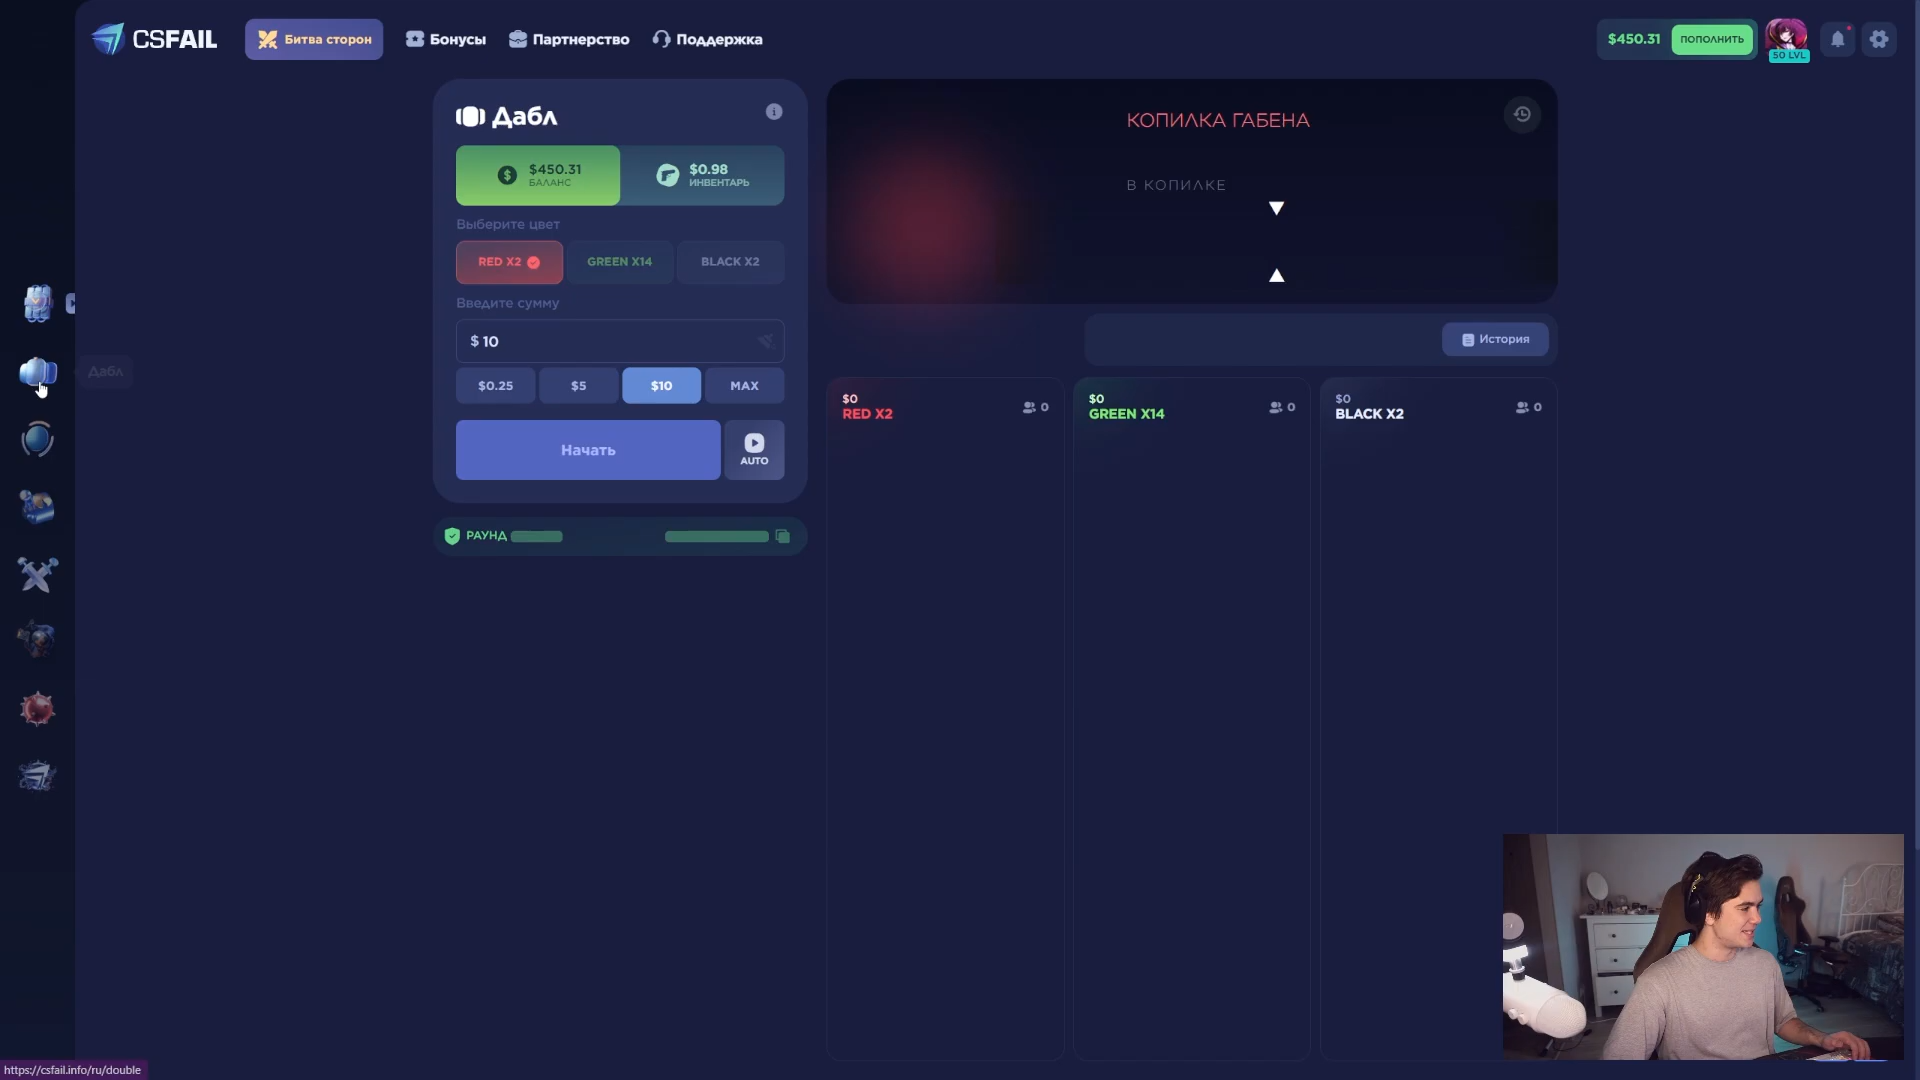 CSFAIL
Битва сторон
Бонусы
Партнерство
Поддержка
$450.31
ПОПОЛНИТЬ
50 LVL
Дабл
$450.31
БАЛАНС
$0.98
ИНВЕНТАРЬ
Выберите цвет
RED X2
GREEN X14
BLACK X2
Введите сумму
$ 10
$0.25
$5
$10
MAX
Начать
AUTO
РАУНД
КОПИЛКА ГАБЕНА
В КОПИЛКЕ
История
$0
RED X2
0
$0
GREEN X14
0
$0
BLACK X2
0
Дабл
https://csfail.info/ru/double